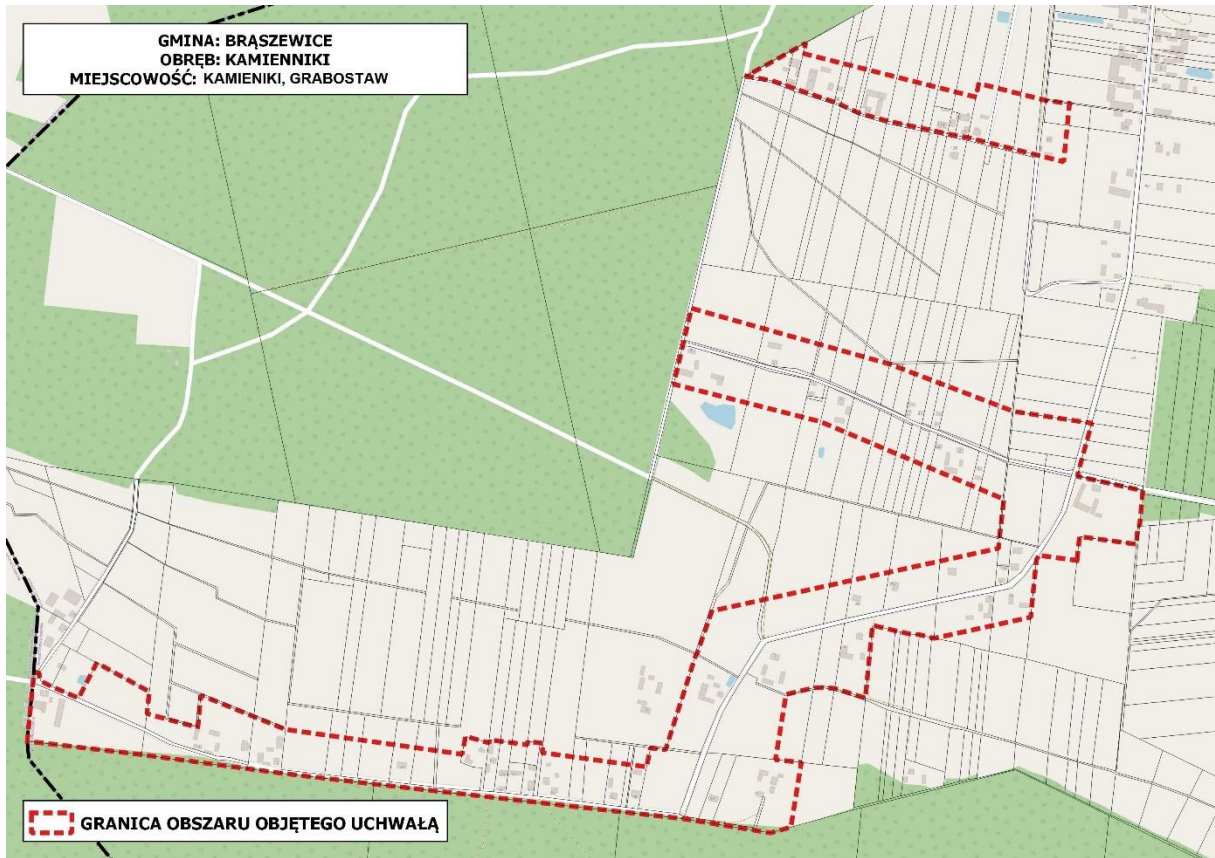 GMINA: BRĄSZEWICE
OBRĘB: KAMIENNIKI
MIEJSCOWOŚĆ: KAMIENIKI, GRABOSTAW
GRANICA OBSZARU OBJĘTEGO UCHWAŁĄ